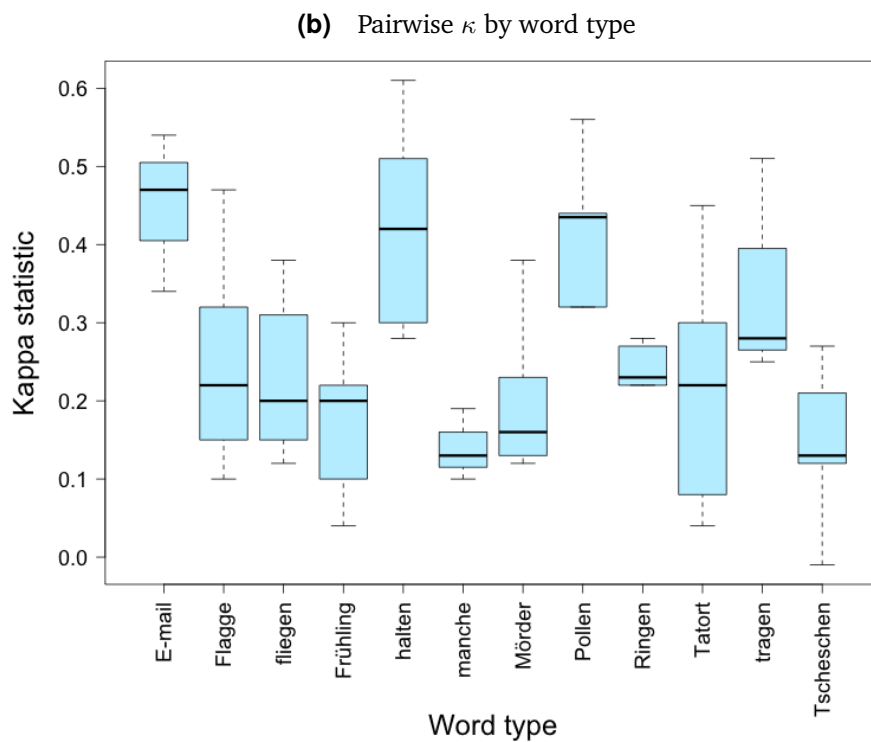 (b) Pairwise κ by word type
Kappa statistic
0.6
0.5
0.4
0.3
0.2
0.1
0.0
E-mail
Flagge
fliegen
Frühling
halten
manche
Mörder
Pollen
Ringen
Tatort
tragen
Tscheschen
Word type